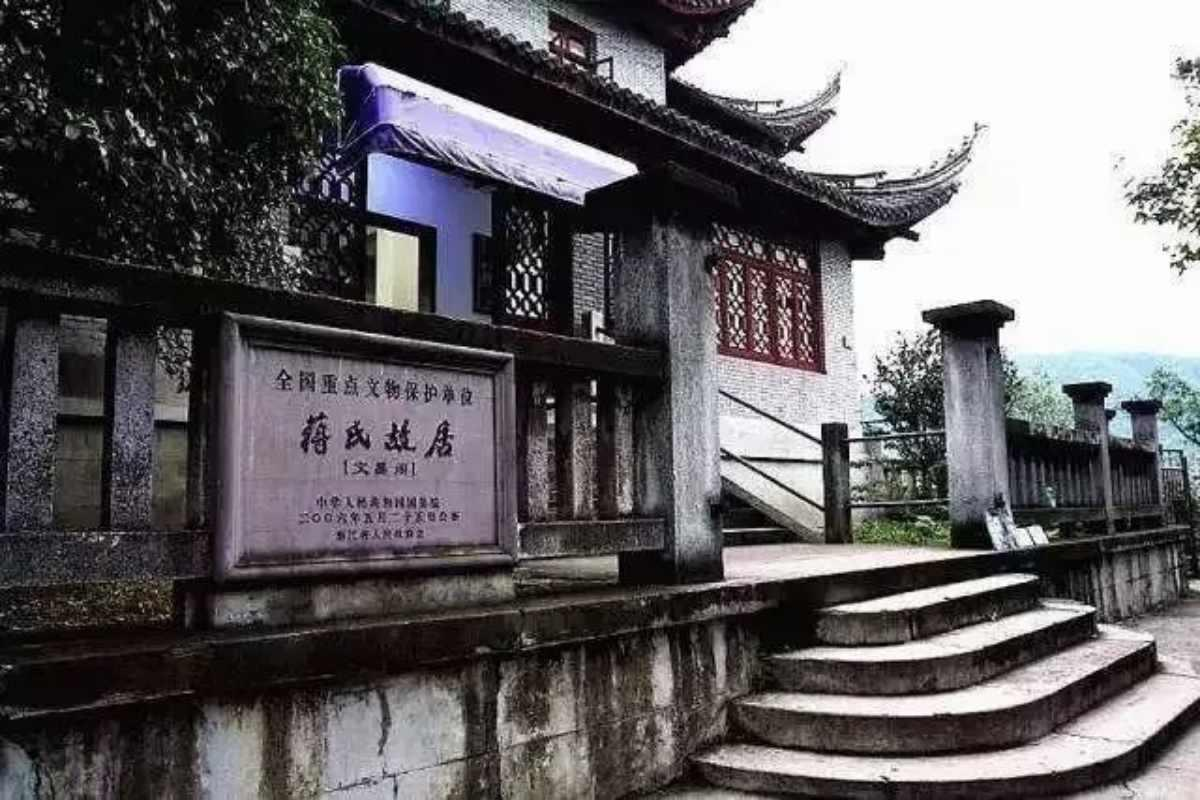 全国重点文物保护单位
蒋氏故居
［文昌阁］
中华人民共和国国务院
二〇〇六年五月二十五日公布
浙江省人民政府立